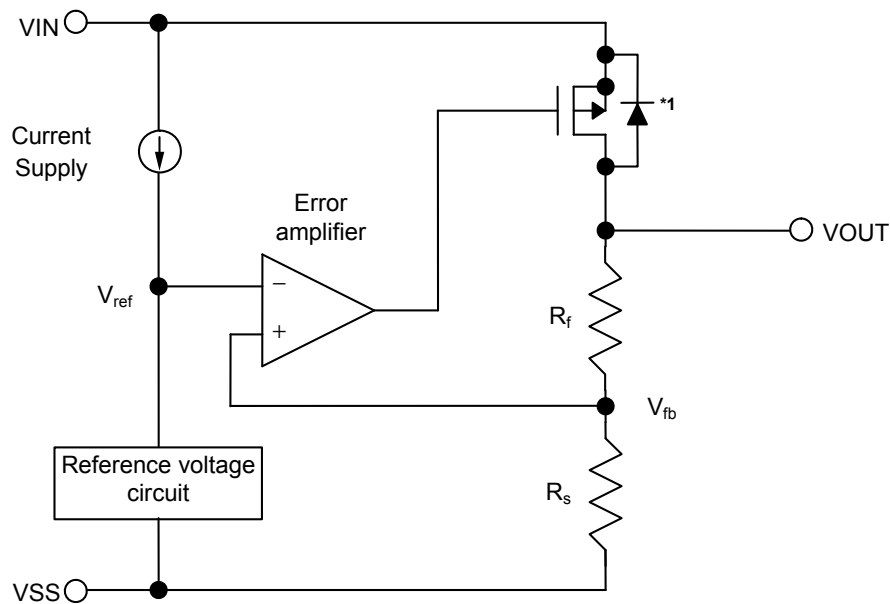 VIN
*1
Current
Supply
Error
amplifier
VOUT
Vref
−
+
Rf
Vfb
Reference voltage
circuit
Rs
VSS